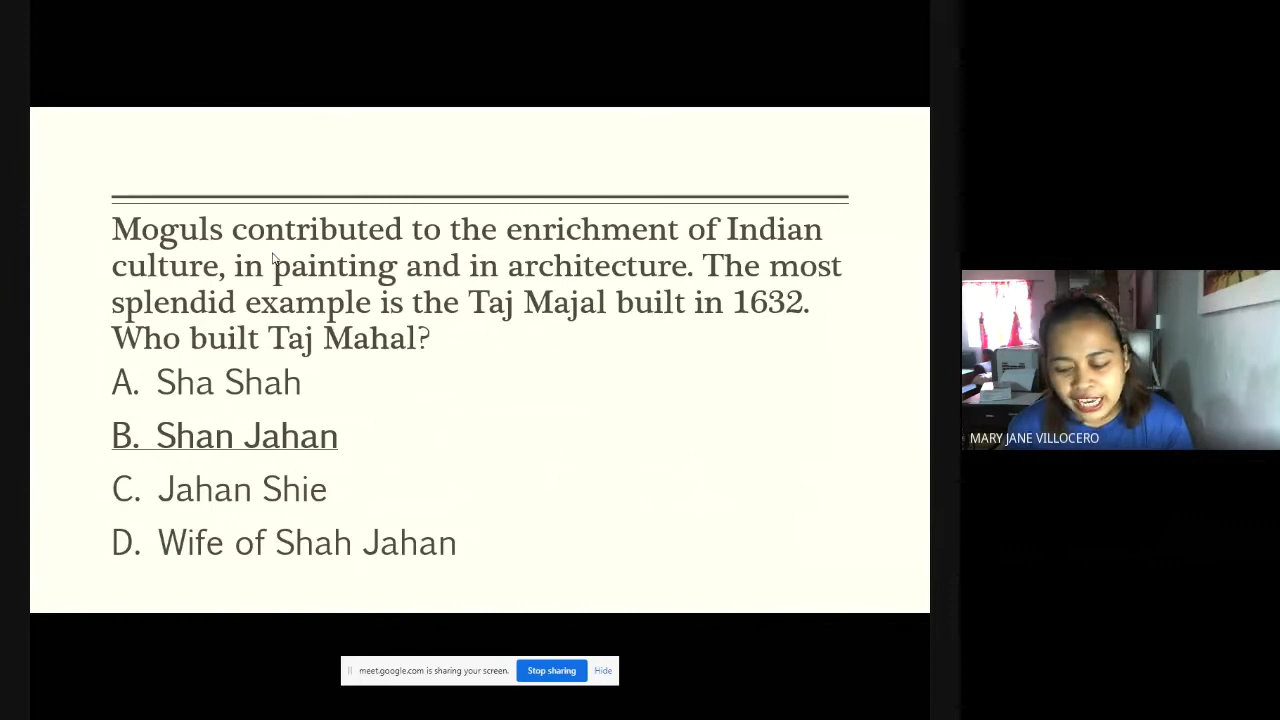 Moguls contributed to the enrichment of Indian
culture, in painting and in architecture. The most
splendid example is the Taj Majal built in 1632.
Who built Taj Mahal?
A. Sha Shah
B. Shan Jahan
C. Jahan Shie
D. Wife of Shah Jahan
MARY JANE VILLOCERO
meet.google.com is sharing your screen. Stop sharing Hide